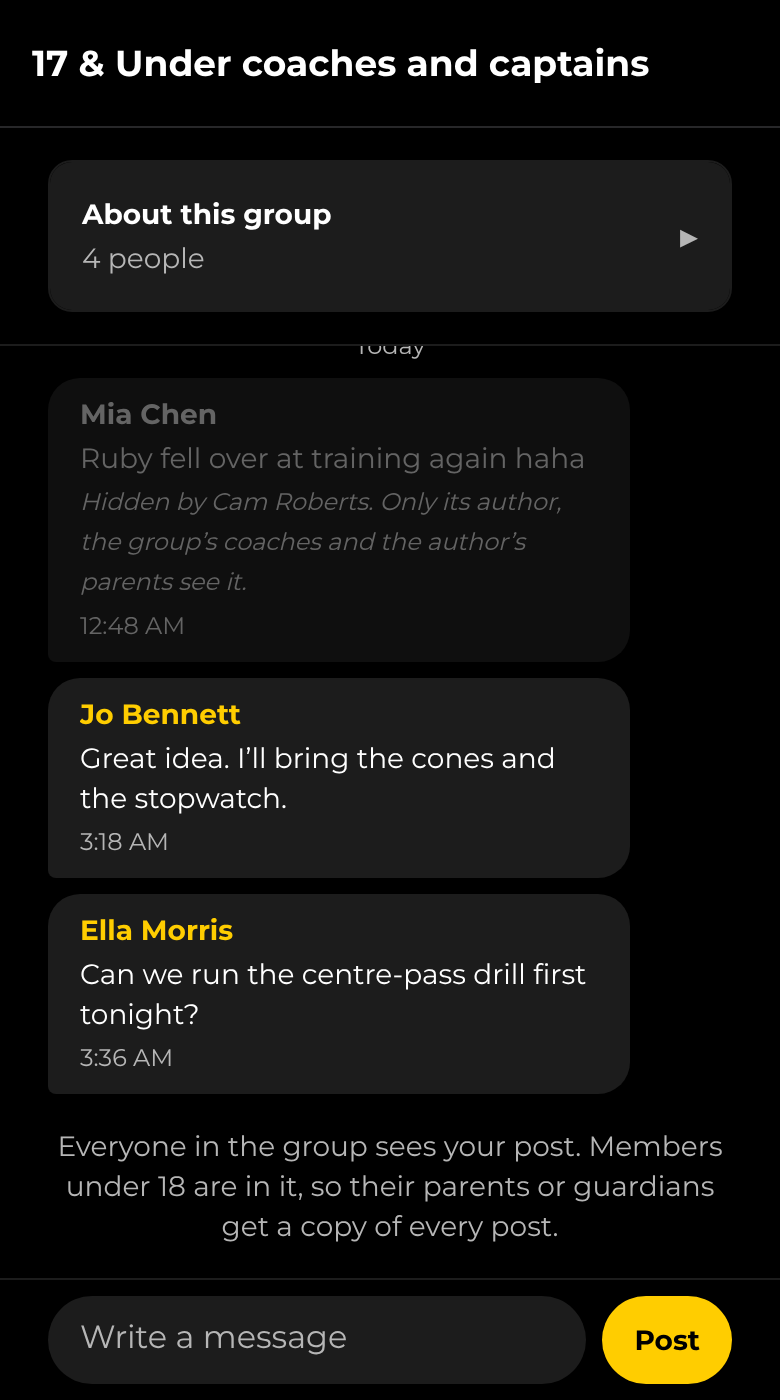 17 & Under coaches and captains
About this group
4 people
Today
Mia Chen
Ruby fell over at training again haha
Hidden by Cam Roberts. Only its author,
the group’s coaches and the author’s
parents see it.
12:48 AM
Jo Bennett
Great idea. I’ll bring the cones and
the stopwatch.
3:18 AM
Ella Morris
Can we run the centre-pass drill first
tonight?
3:36 AM
Everyone in the group sees your post. Members
under 18 are in it, so their parents or guardians
get a copy of every post.
Write a message
Post